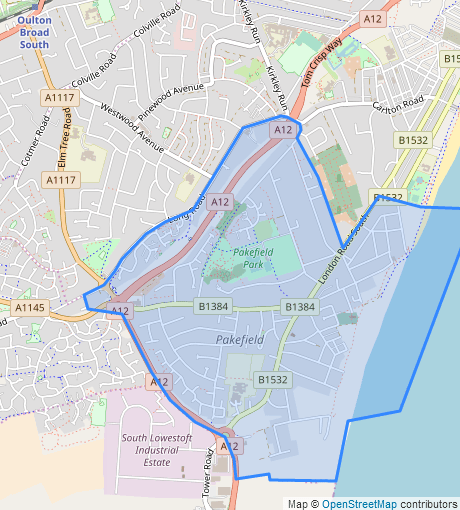 Oulton
Broad
South
Colville Road
A12
Kirkley Run
Tom Crisp Way
B15
Colville Road
A1117
Pinewood Avenue
Kirkley Run
Carlton Road
Westwood Avenue
Colmer Road
Elm Tree Road
A12
B1532
A1117
B1532
Long Road
A12
London Road South
Pakefield
Park
A1145
A12
B1384
B1384
Pakefield
A12
B1532
South Lowestoft
Industrial
Estate
A12
Tower Road
Map © OpenStreetMap contributors